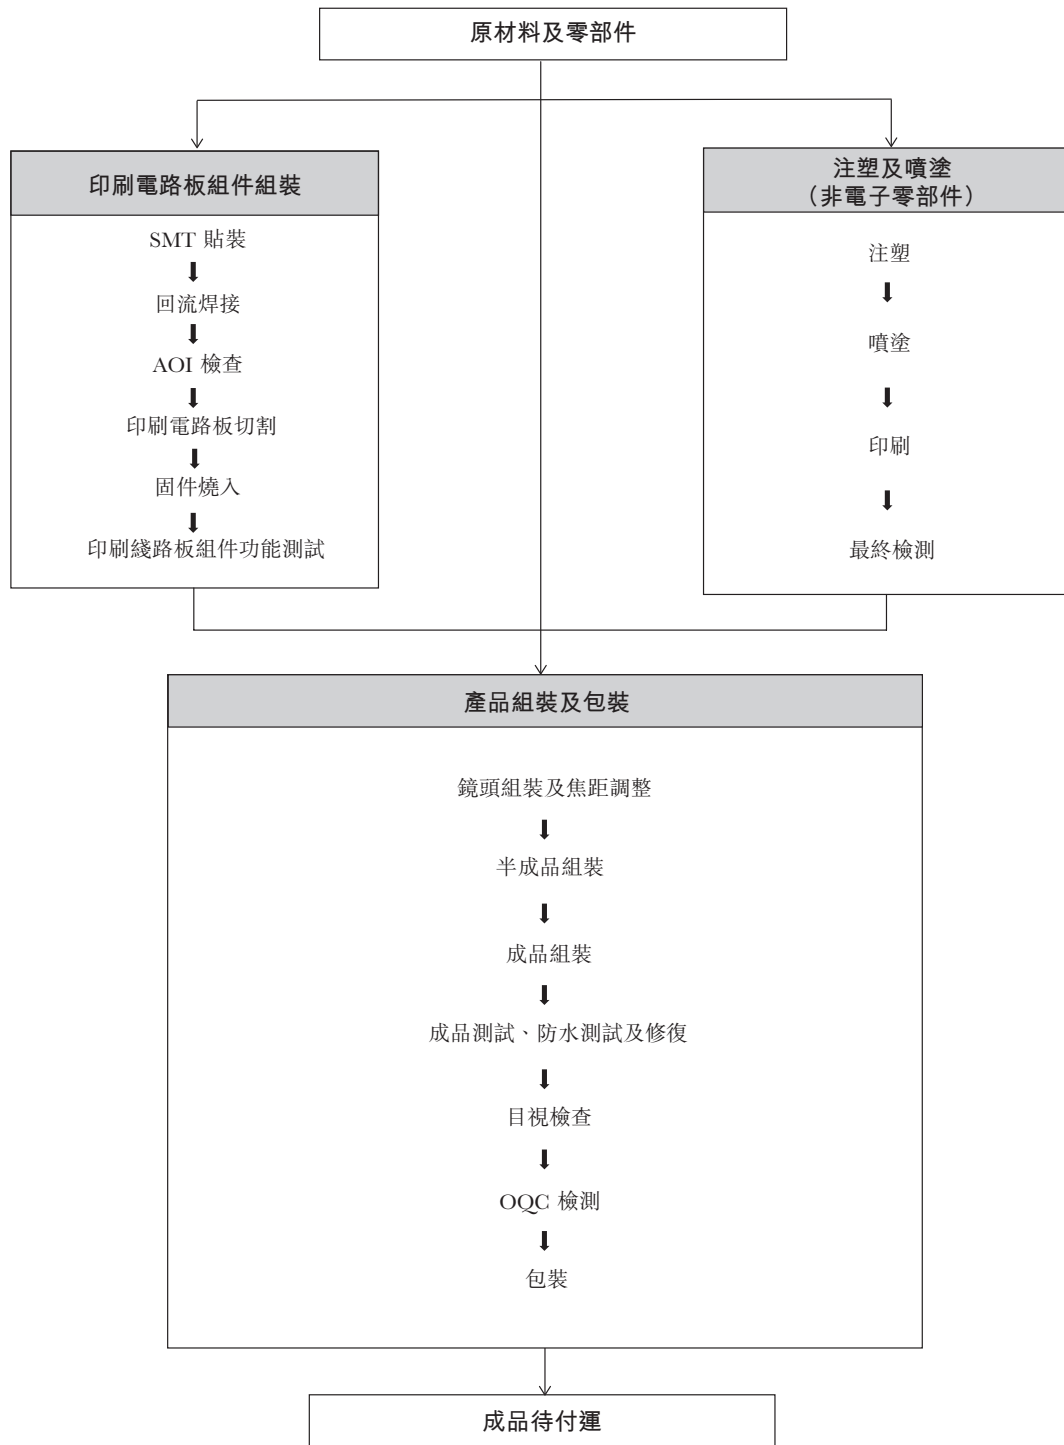 原材料及零部件
印刷電路板組件組裝
SMT 貼裝
回流焊接
AOI 檢查
印刷電路板切割
固件燒入
印刷綫路板組件功能測試
注塑及噴塗
（非電子零部件）
注塑
噴塗
印刷
最終檢測
產品組裝及包裝
鏡頭組裝及焦距調整
半成品組裝
成品組裝
成品測試、防水測試及修復
目視檢查
OQC 檢測
包裝
成品待付運